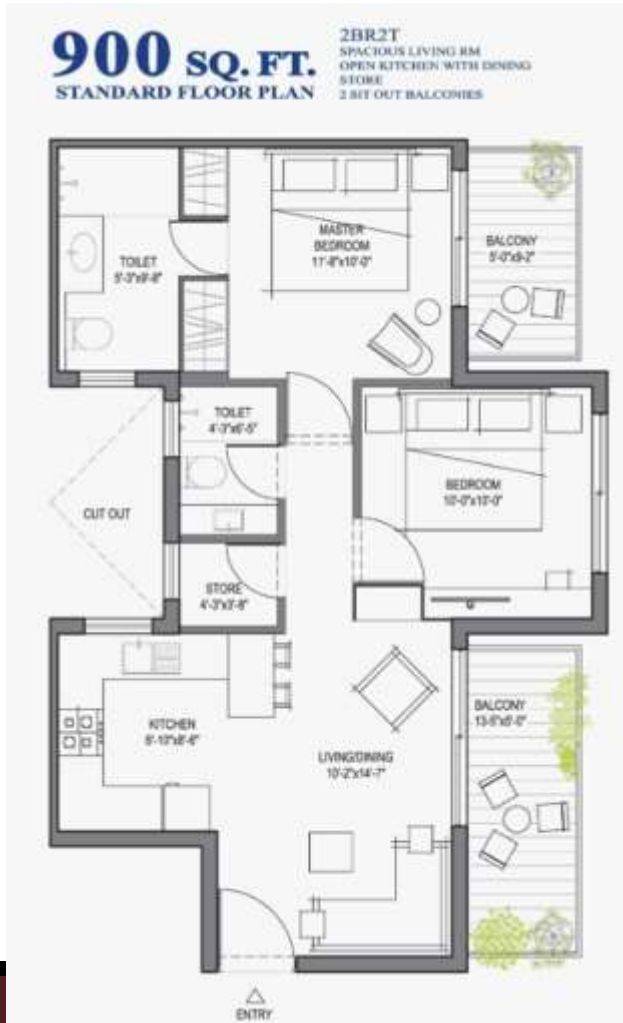 900 SQ. FT.
STANDARD FLOOR PLAN
2BR2T
SPACIOUS LIVING RM
OPEN KITCHEN WITH DINING
STORE
2 SIT OUT BALCONIES
MASTER
BEDROOM
11'-8"x10'-0"
BALCONY
5'-0"x9'-2"
TOILET
5'-3"x9'-8"
TOILET
4'-3"x6'-5"
BEDROOM
10'-0"x10'-0"
CUT OUT
STORE
4'-3"x3'-8"
BALCONY
13'-5"x5'-0"
KITCHEN
8'-10"x8'-6"
LIVING/DINING
10'-2"x14'-7"
ENTRY